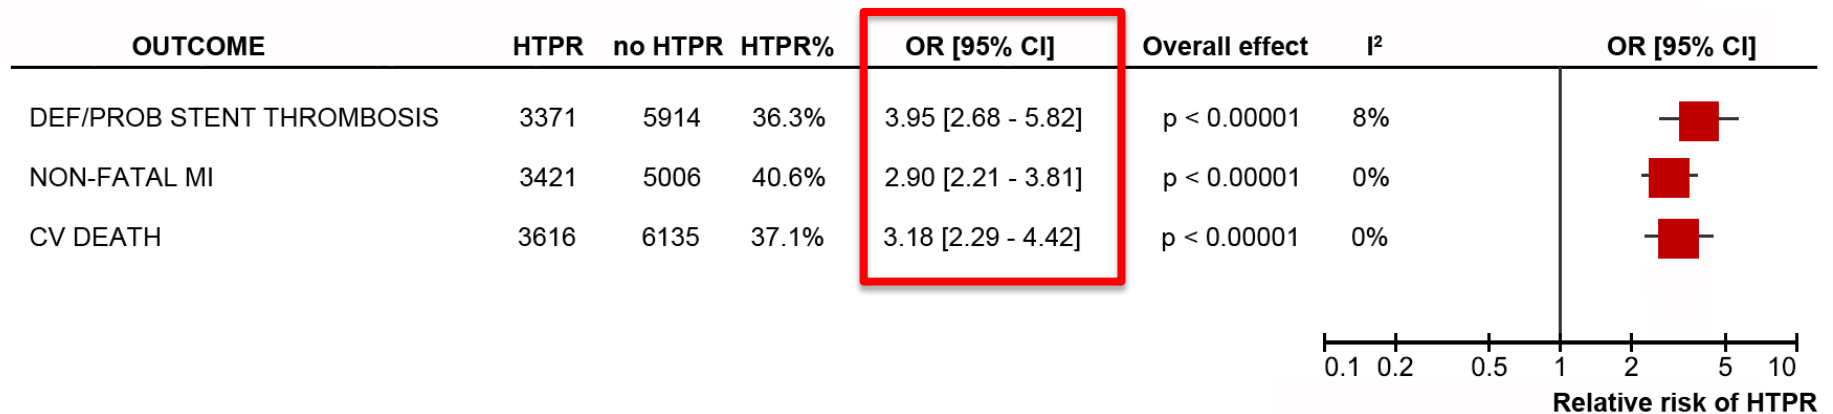 OUTCOME HTPR no HTPR HTPR% OR [95% CI] Overall effect I² OR [95% CI]
DEF/PROB STENT THROMBOSIS 3371 5914 36.3% 3.95 [2.68 - 5.82] p < 0.00001 8%
NON-FATAL MI 3421 5006 40.6% 2.90 [2.21 - 3.81] p < 0.00001 0%
CV DEATH 3616 6135 37.1% 3.18 [2.29 - 4.42] p < 0.00001 0%
0.1 0.2 0.5 1 2 5 10
Relative risk of HTPR